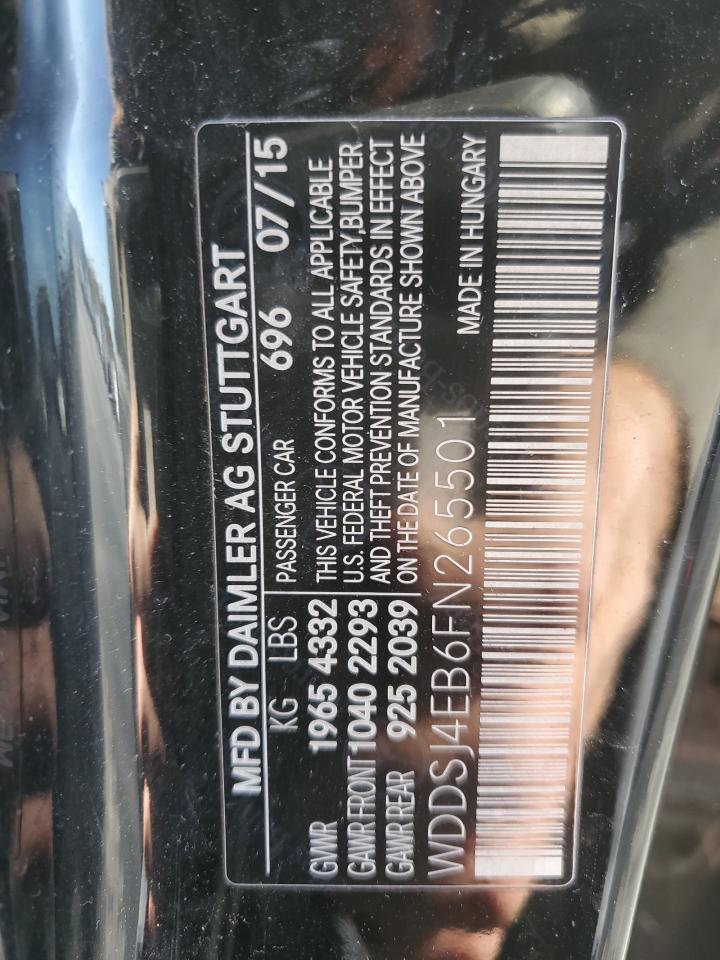 MFD BY DAIMLER AG STUTTGART
KG LBS PASSENGER CAR 696 07/15
GVWR 1965 4332 THIS VEHICLE CONFORMS TO ALL APPLICABLE
GAWR FRONT 1040 2293 U.S. FEDERAL MOTOR VEHICLE SAFETY,BUMPER
GAWR REAR 925 2039 AND THEFT PREVENTION STANDARDS IN EFFECT
ON THE DATE OF MANUFACTURE SHOWN ABOVE
WDDSJ4EB6FN265501 MADE IN HUNGARY